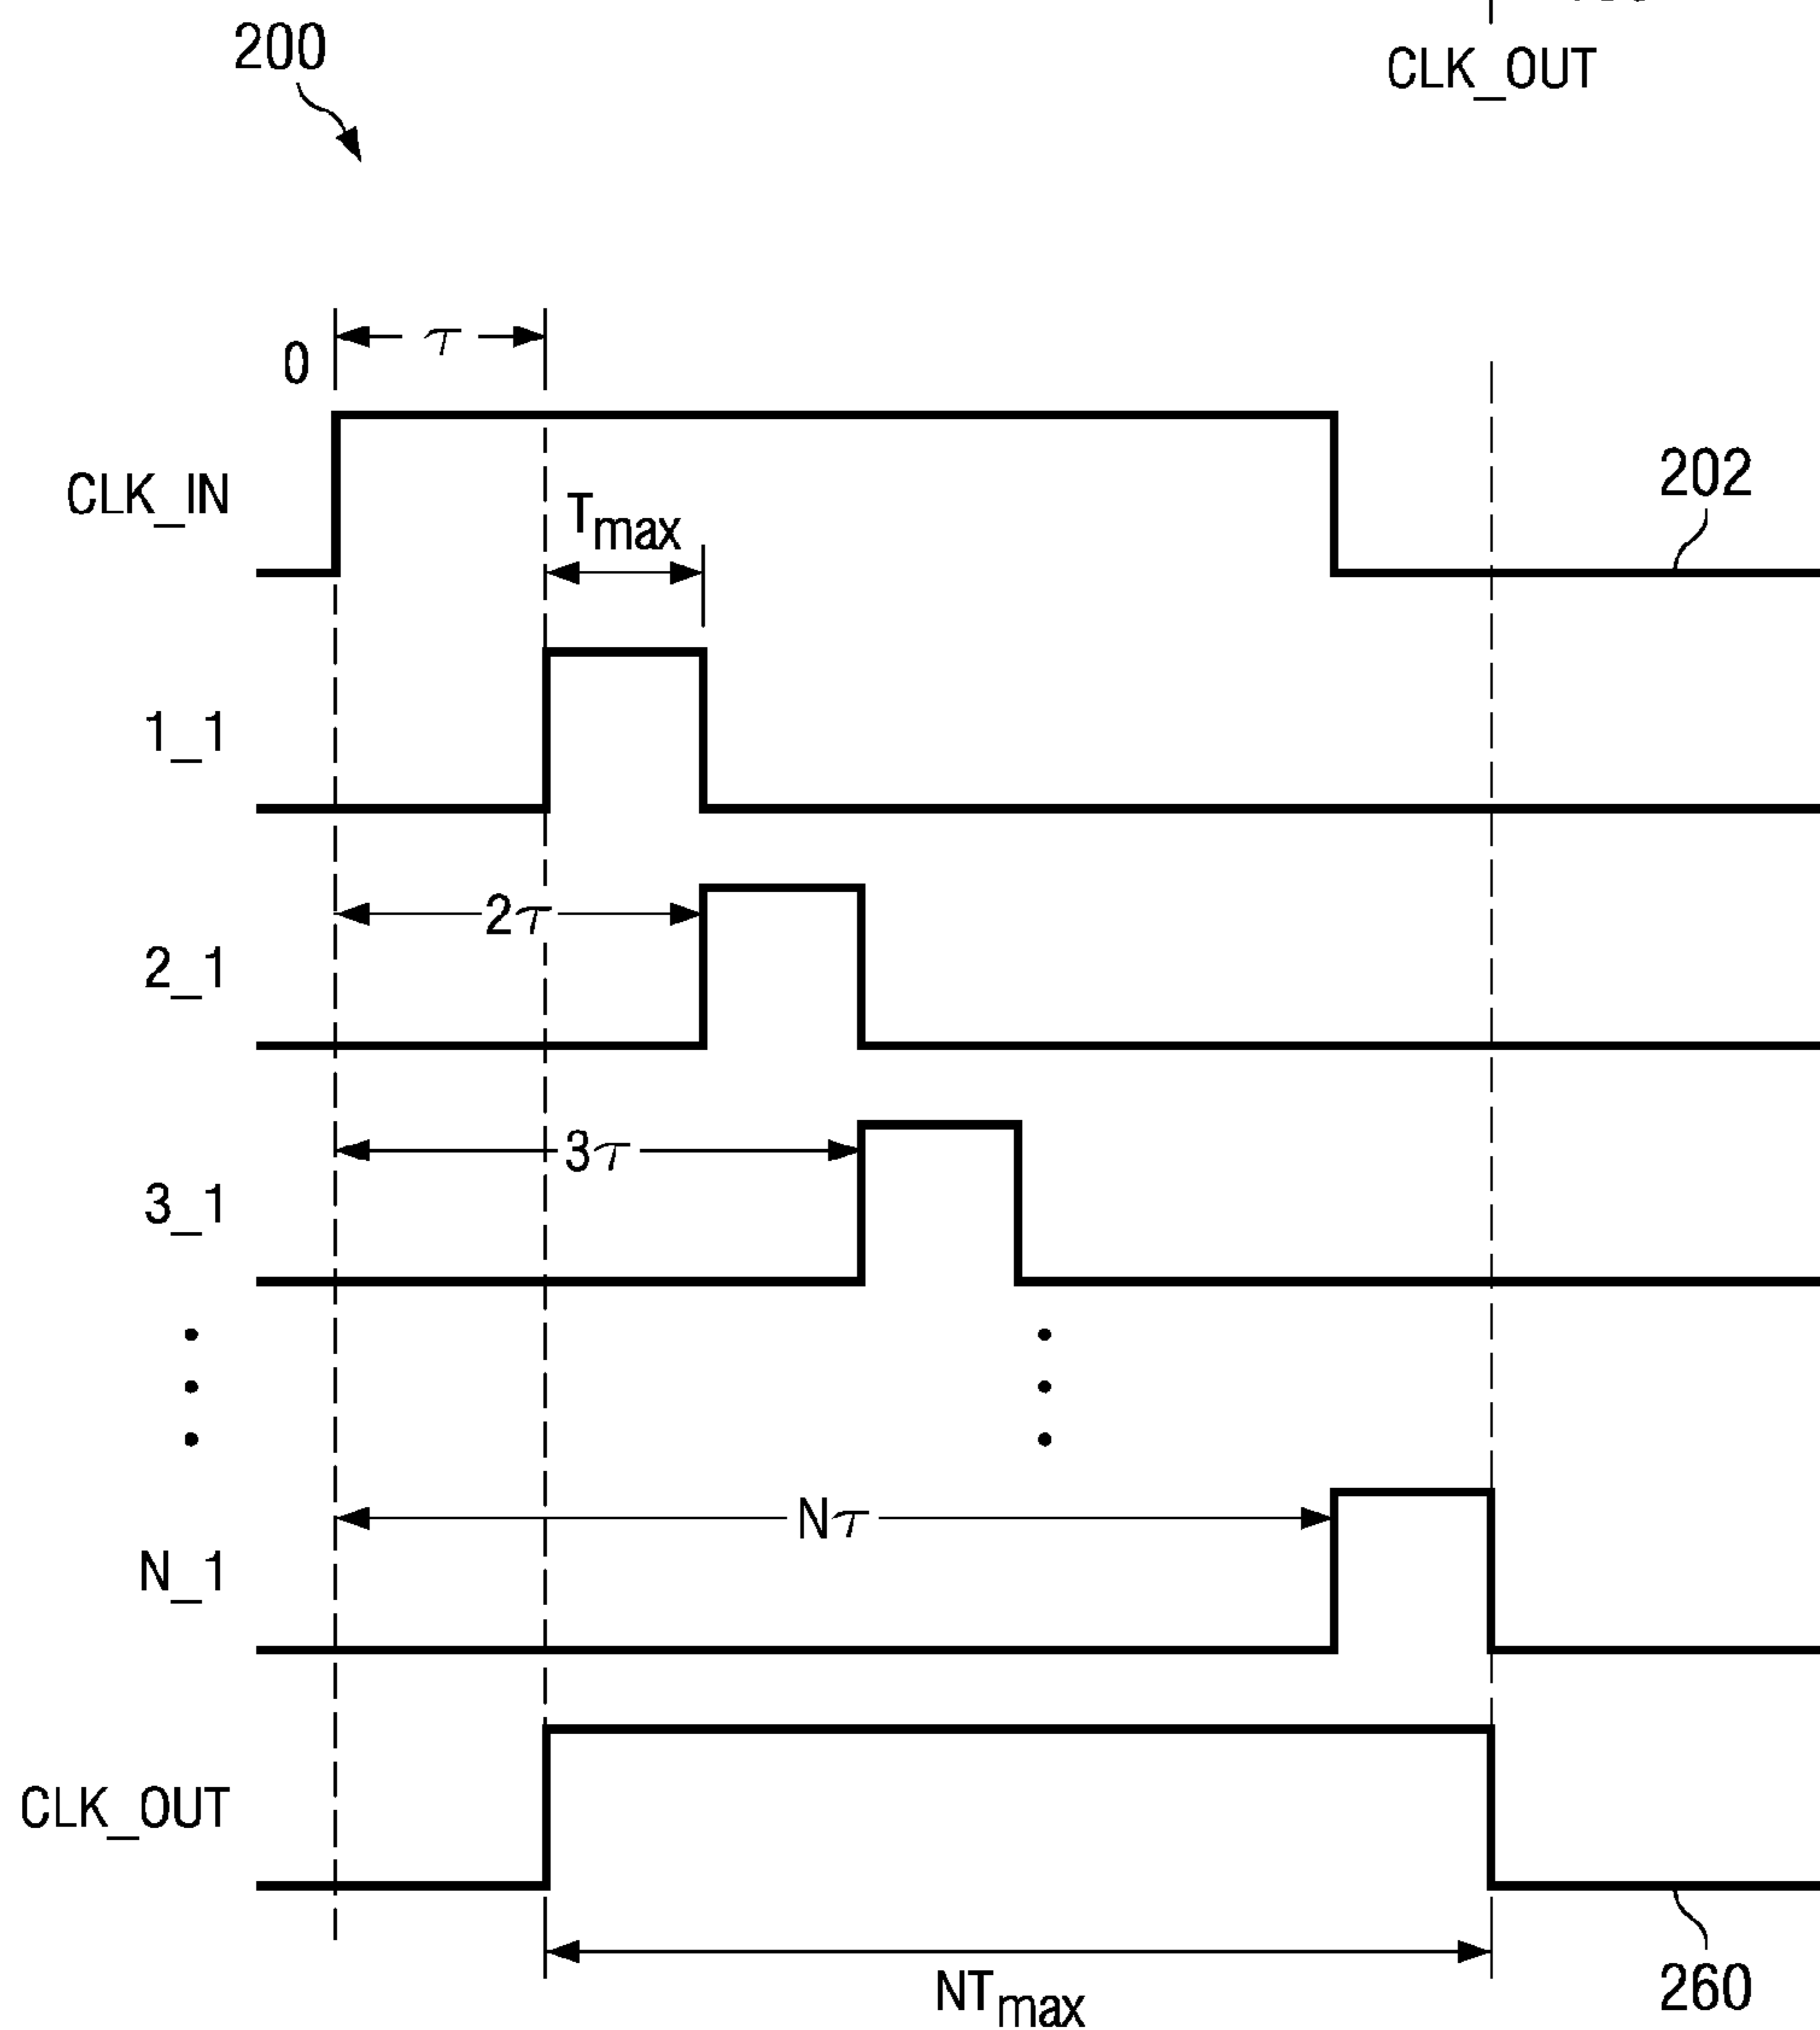 200
CLK_OUT
τ
0
CLK_IN
202
Tmax
1_1
2τ
2_1
3τ
3_1
Nτ
N_1
CLK_OUT
NTmax
260